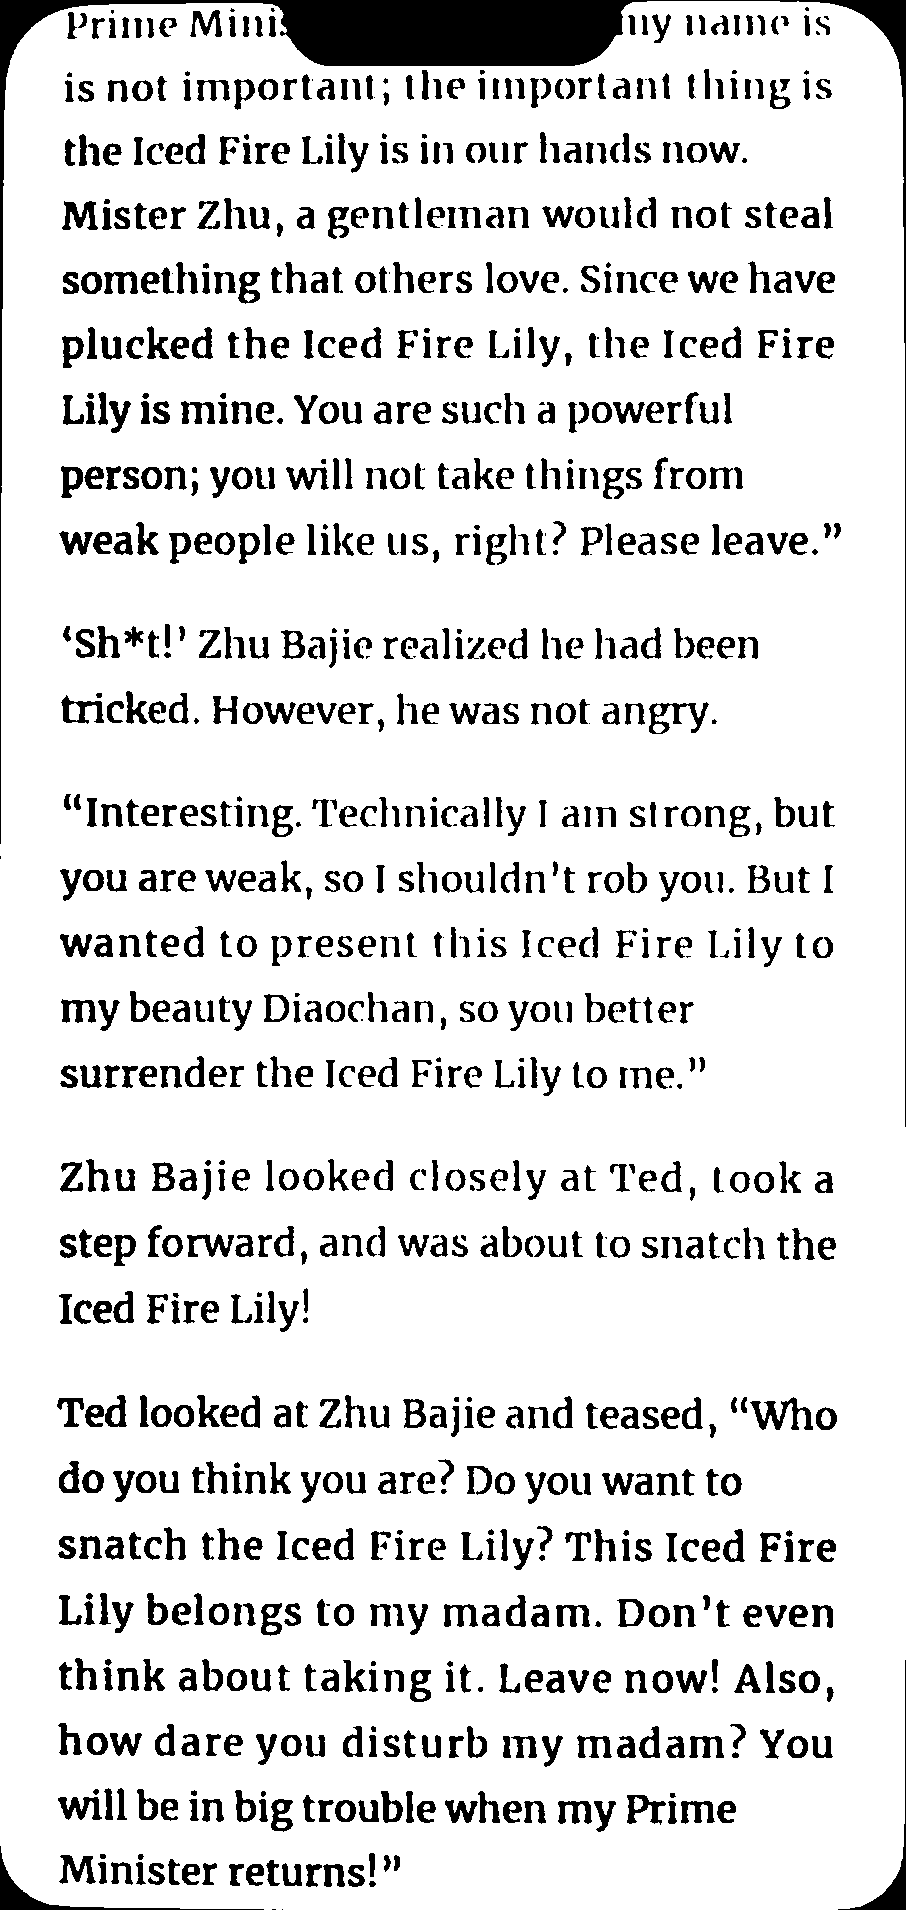 Prime my name is
is not important; the important thing is
the Iced Fire Lily is in our hands now.
Mister Zhu, a gentleman would not steal
something that others love. Since we have
plucked the Iced Fire Lily, the Iced Fire
Lily is mine. You are such a powerful
person; you will not take things from
weak people like us, right? Please leave.”
‘Sh*t!’ Zhu Bajie realized he had been
tricked. However, he was not angry.
“Interesting. Technically I am strong, but
you are weak, so I shouldn’t rob you. But I
wanted to present this Iced Fire Lily to
my beauty Diaochan, so you better
surrender the Iced Fire Lily to me.”
Zhu Bajie looked closely at Ted, took a
step forward, and was about to snatch the
Iced Fire Lily!
Ted looked at Zhu Bajie and teased, “Who
do you think you are? Do you want to
snatch the Iced Fire Lily? This Iced Fire
Lily belongs to my madam. Don’t even
think about taking it. Leave now! Also,
how dare you disturb my madam? You
will be in big trouble when my Prime
Minister returns!”